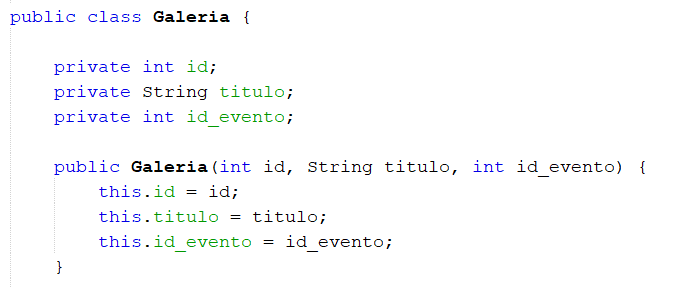 public class Galeria {
private int id;
private String titulo;
private int id_evento;
public Galeria(int id, String titulo, int id_evento) {
this.id = id;
this.titulo = titulo;
this.id_evento = id_evento;
}